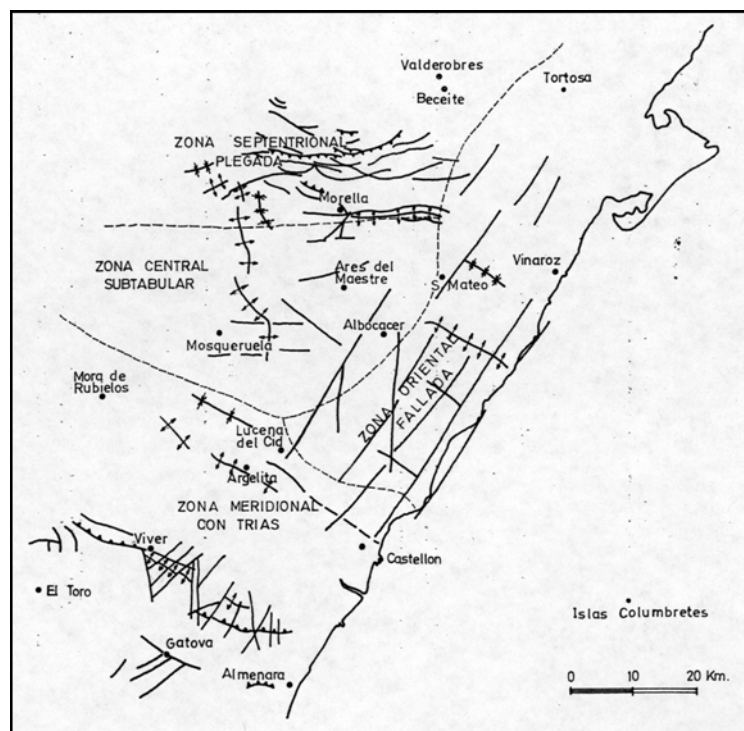 Valderobres
Beceite
Tortosa
ZONA SEPTENTRIONAL
PLEGADA
Morella
ZONA CENTRAL
SUBTABULAR
Ares del
Maestre
S. Mateo
Vinaroz
Mosqueruela
Albocacer
Mora de
Rubielos
ZONA ORIENTAL
FALLADA
Lucena
del Cid
Argelita
ZONA MERIDIONAL
CON TRIAS
Viver
Castellon
El Toro
Islas Columbretes
Gatova
Almenara
0 10 20 Km.